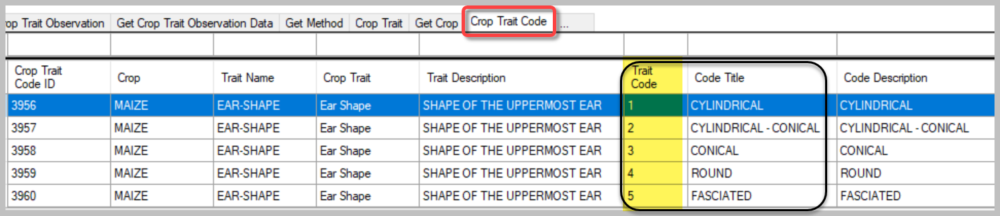 op Trait Observation Get Crop Trait Observation Data Get Method Crop Trait Get Crop Crop Trait Code ...
Crop Trait Code ID Crop Trait Name Crop Trait Trait Description Trait Code Code Title Code Description
3956 MAIZE EAR-SHAPE Ear Shape SHAPE OF THE UPPERMOST EAR 1 CYLINDRICAL CYLINDRICAL
3957 MAIZE EAR-SHAPE Ear Shape SHAPE OF THE UPPERMOST EAR 2 CYLINDRICAL - CONICAL CYLINDRICAL - CONICAL
3958 MAIZE EAR-SHAPE Ear Shape SHAPE OF THE UPPERMOST EAR 3 CONICAL CONICAL
3959 MAIZE EAR-SHAPE Ear Shape SHAPE OF THE UPPERMOST EAR 4 ROUND ROUND
3960 MAIZE EAR-SHAPE Ear Shape SHAPE OF THE UPPERMOST EAR 5 FASCIATED FASCIATED